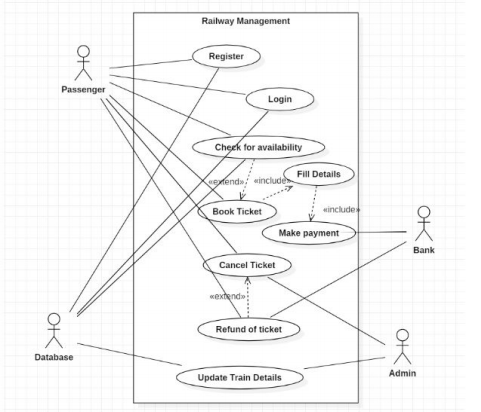 Railway Management
Register
Passenger
Login
Check for availability
Fill Details
«extend»
«include»
Book Ticket
«include»
Make payment
Bank
Cancel Ticket
«extend»
Refund of ticket
Database
Admin
Update Train Details